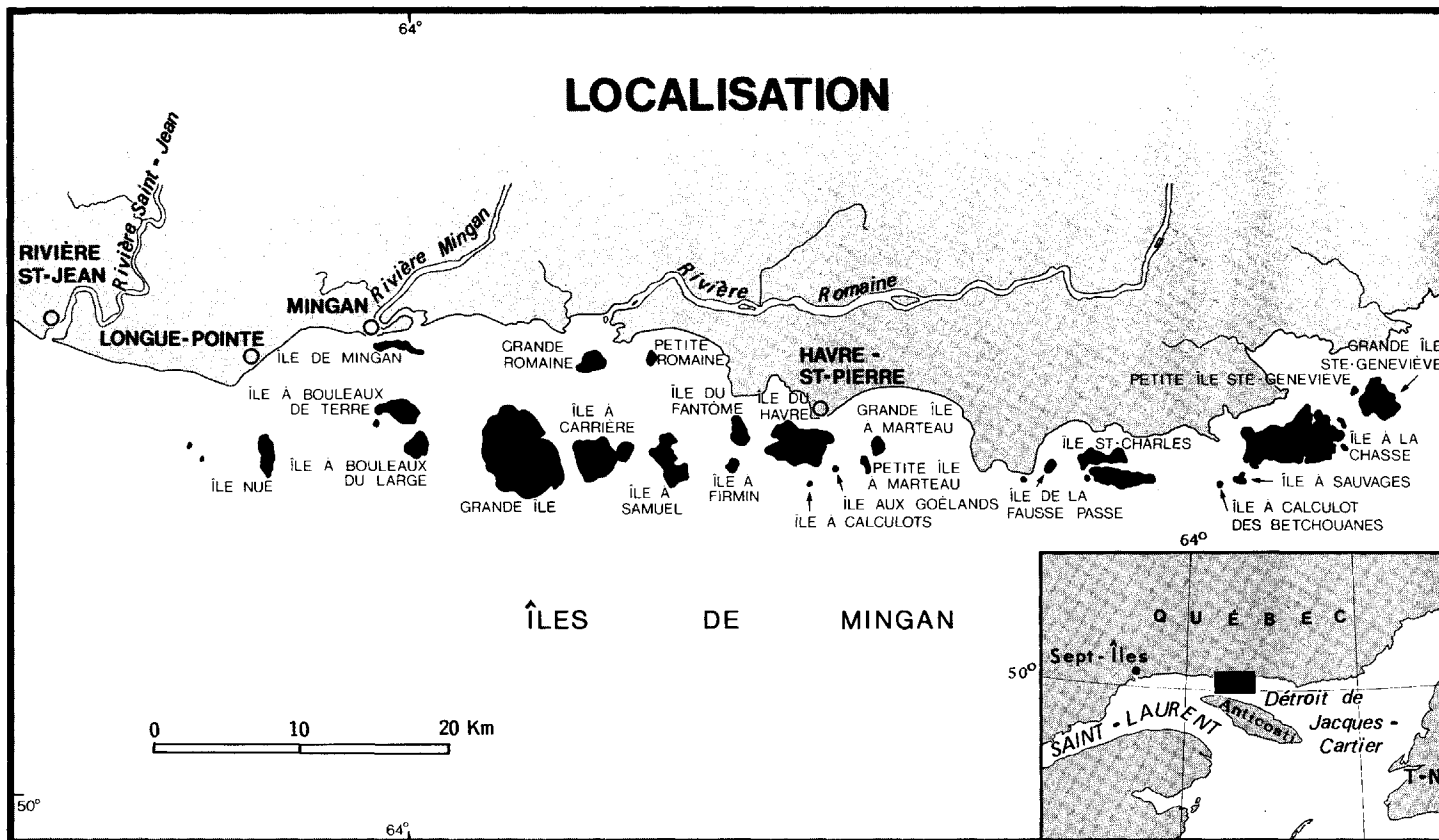 64°
LOCALISATION
Rivière Saint-Jean
RIVIÈRE
ST-JEAN
Rivière Mingan
MINGAN
LONGUE-POINTE
ÎLE DE MINGAN
Rivière Romaine
GRANDE
ROMAINE
PETITE
ROMAINE
HAVRE-
ST-PIERRE
GRANDE ÎLE
STE-GENEVIÈVE
PETITE ÎLE STE-GENEVIÈVE
ÎLE À BOULEAUX
DE TERRE
ÎLE À
CARRIÈRE
ÎLE DU
FANTÔME
ÎLE DU
HAVRE
GRANDE ÎLE
À MARTEAU
ÎLE ST-CHARLES
ÎLE À LA
CHASSE
ÎLE NUE
ÎLE À BOULEAUX
DU LARGE
GRANDE ÎLE
ÎLE À
SAMUEL
ÎLE À
FIRMIN
PETITE ÎLE
À MARTEAU
ÎLE AUX GOÉLANDS
ÎLE À CALCULOTS
ÎLE DE LA
FAUSSE PASSE
ÎLE À SAUVAGES
ÎLE À CALCULOT
DES BETCHOUANES
ÎLES DE MINGAN
0 10 20 Km
50°
64°
64°
QUÉBEC
Sept-Îles
50°
Détroit de
Jacques-
Cartier
Anticosti
SAINT-LAURENT
T-N